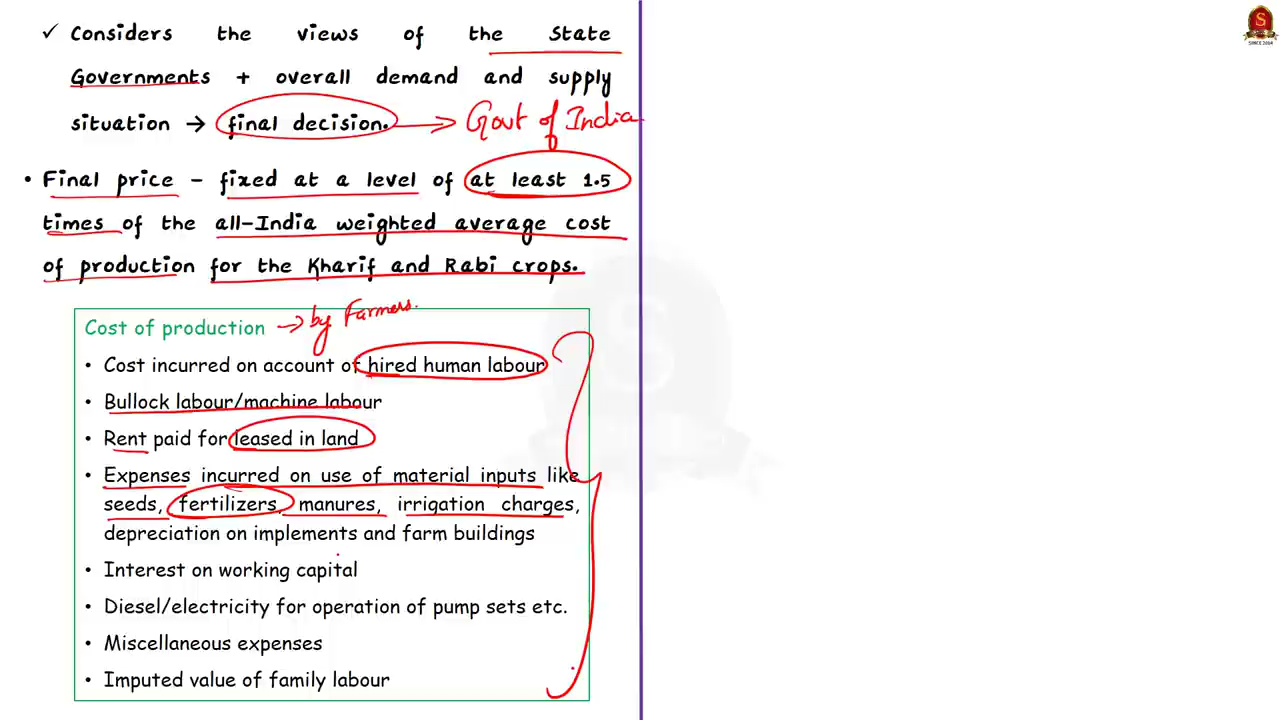 ✓ Considers the views of the State
Governments + overall demand and supply
situation → final decision. → Govt of India
• Final price - fixed at a level of at least 1.5
times of the all-India weighted average cost
of production for the Kharif and Rabi crops.
Cost of production → by Farmers.
• Cost incurred on account of hired human labour
• Bullock labour/machine labour
• Rent paid for leased in land
• Expenses incurred on use of material inputs like
seeds, fertilizers, manures, irrigation charges,
depreciation on implements and farm buildings
• Interest on working capital
• Diesel/electricity for operation of pump sets etc.
• Miscellaneous expenses
• Imputed value of family labour
S
SINCE 2014